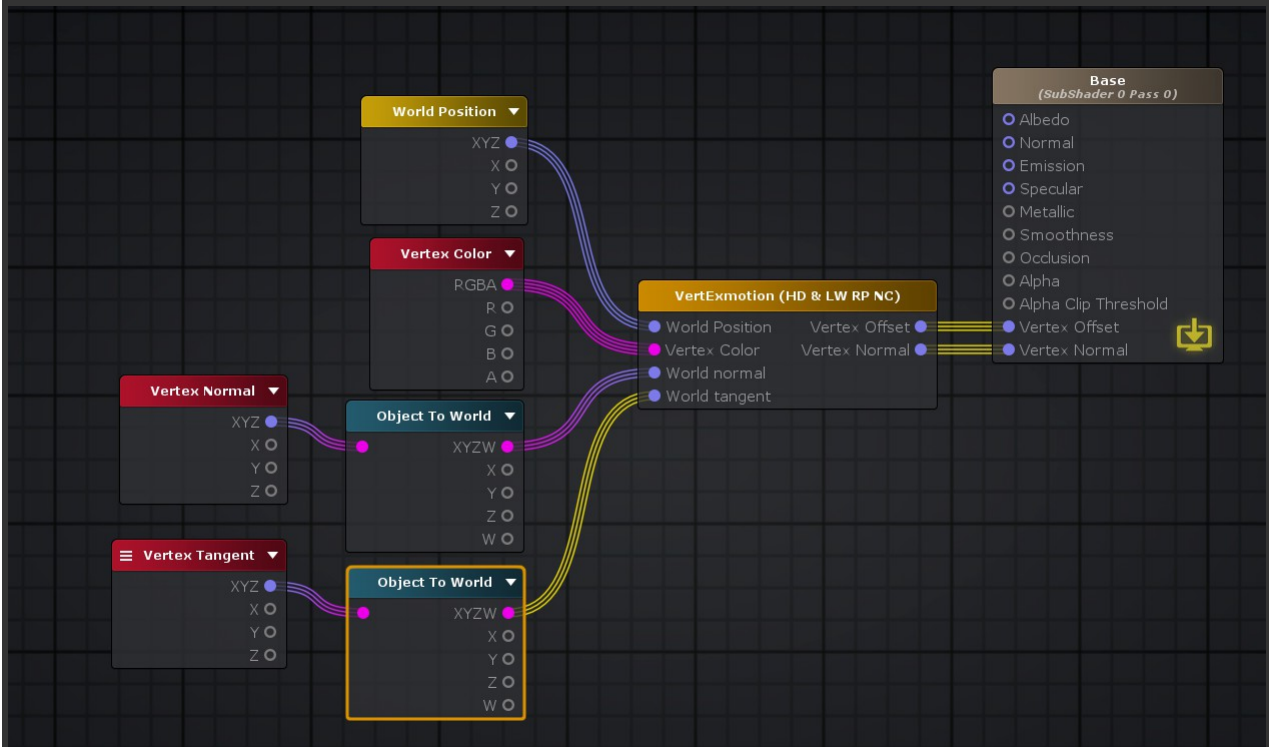 World Position
XYZ
X
Y
Z
Vertex Color
RGBA
R
G
B
A
Vertex Normal
XYZ
X
Y
Z
Object To World
XYZW
X
Y
Z
W
Vertex Tangent
XYZ
X
Y
Z
Object To World
XYZW
X
Y
Z
W
VertExmotion (HD & LW RP NC)
World Position Vertex Offset
Vertex Color Vertex Normal
World normal
World tangent
Base
(SubShader 0 Pass 0)
Albedo
Normal
Emission
Specular
Metallic
Smoothness
Occlusion
Alpha
Alpha Clip Threshold
Vertex Offset
Vertex Normal